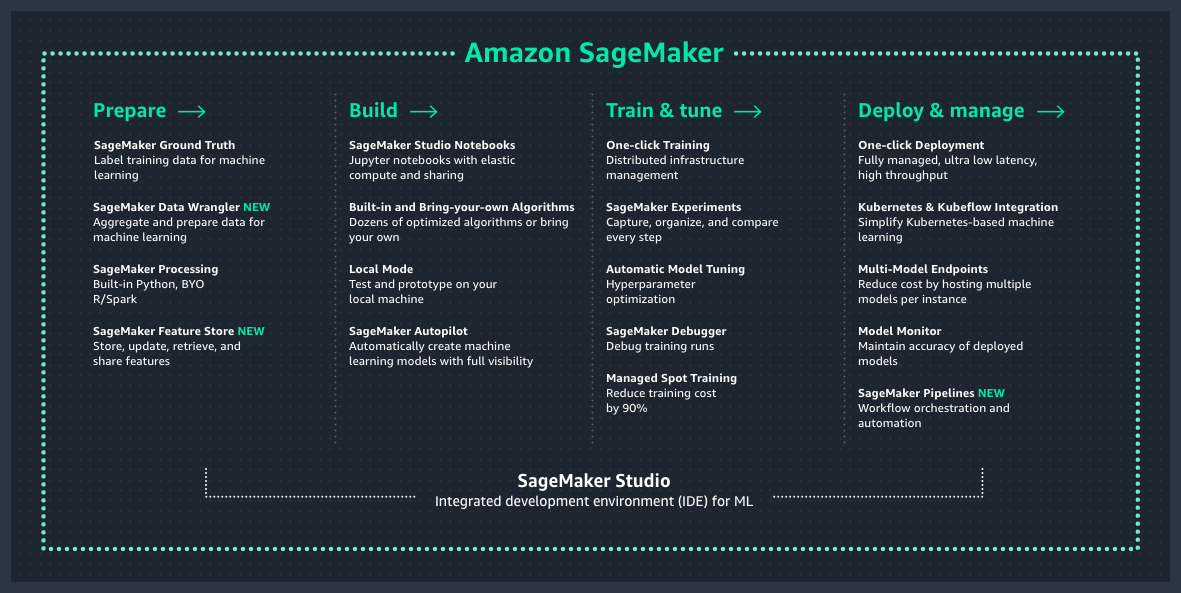 Amazon SageMaker
Prepare
SageMaker Ground Truth
Label training data for machine
learning
SageMaker Data Wrangler NEW
Aggregate and prepare data for
machine learning
SageMaker Processing
Built-in Python, BYO
R/Spark
SageMaker Feature Store NEW
Store, update, retrieve, and
share features
Build
SageMaker Studio Notebooks
Jupyter notebooks with elastic
compute and sharing
Built-in and Bring-your-own Algorithms
Dozens of optimized algorithms or bring
your own
Local Mode
Test and prototype on your
local machine
SageMaker Autopilot
Automatically create machine
learning models with full visibility
Train & tune
One-click Training
Distributed infrastructure
management
SageMaker Experiments
Capture, organize, and compare
every step
Automatic Model Tuning
Hyperparameter
optimization
SageMaker Debugger
Debug training runs
Managed Spot Training
Reduce training cost
by 90%
Deploy & manage
One-click Deployment
Fully managed, ultra low latency,
high throughput
Kubernetes & Kubeflow Integration
Simplify Kubernetes-based machine
learning
Multi-Model Endpoints
Reduce cost by hosting multiple
models per instance
Model Monitor
Maintain accuracy of deployed
models
SageMaker Pipelines NEW
Workflow orchestration and
automation
SageMaker Studio
Integrated development environment (IDE) for ML